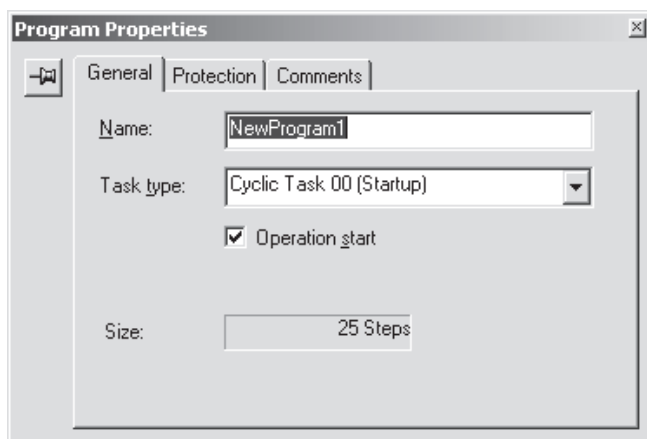 Program Properties
General Protection Comments
Name: NewProgram1
Task type: Cyclic Task 00 (Startup)
Operation start
Size: 25 Steps